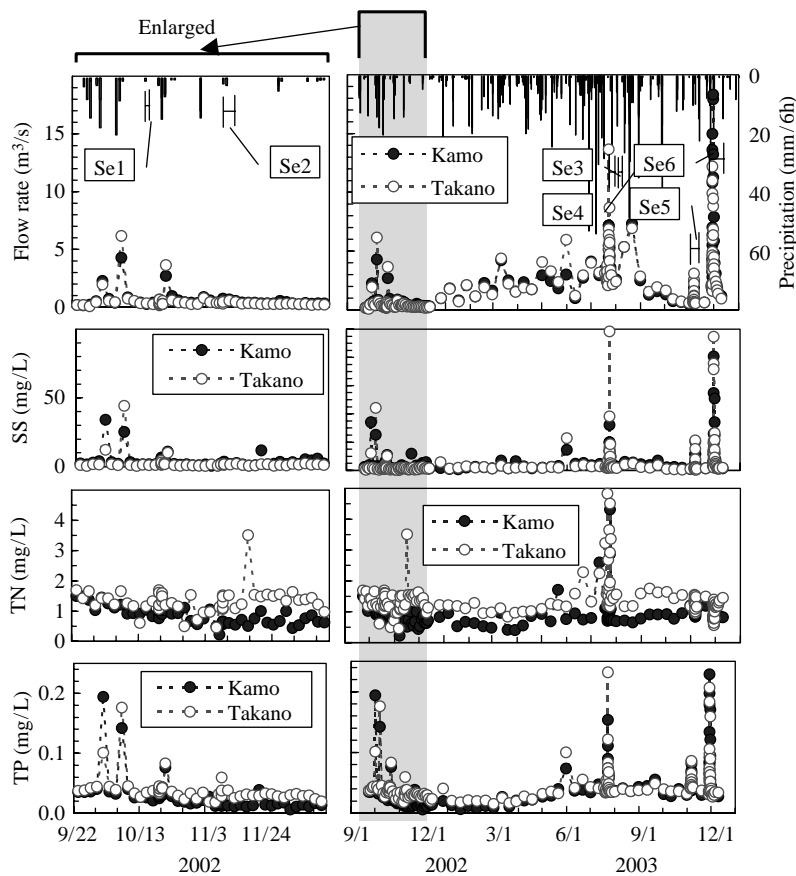 Enlarged
Flow rate (m³/s)
15
10
5
0
Se1
Se2
Kamo
Takano
Se3
Se4
Se6
Se5
0
20
40
60
Precipitation (mm/6h)
SS (mg/L)
50
0
Kamo
Takano
TN (mg/L)
4
3
2
1
0
Kamo
Takano
TP (mg/L)
0.2
0.1
0.0
Kamo
Takano
9/22 10/13 11/3 11/24
2002
9/1 12/1 3/1 6/1 9/1 12/1
2002 2003